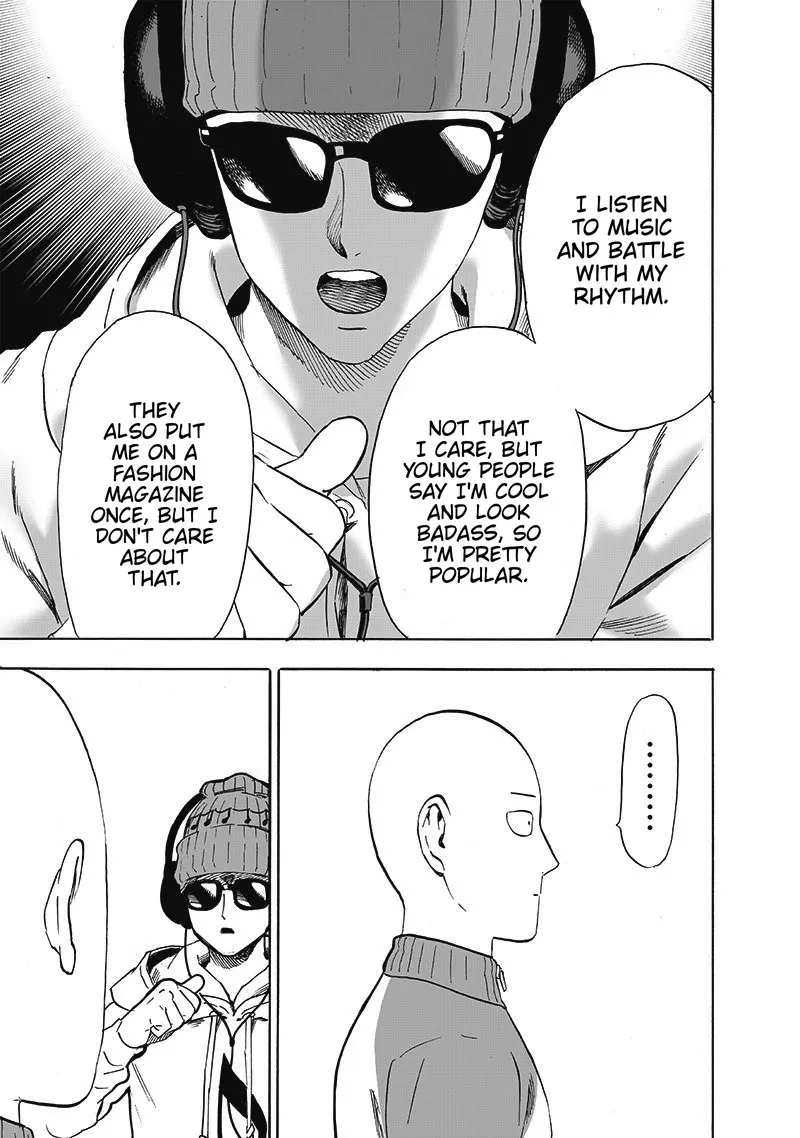 I LISTEN
TO MUSIC
AND BATTLE
WITH MY
RHYTHM.
NOT THAT
I CARE, BUT
YOUNG PEOPLE
SAY I'M COOL
AND LOOK
BADASS, SO
I'M PRETTY
POPULAR.
THEY
ALSO PUT
ME ON A
FASHION
MAGAZINE
ONCE, BUT I
DON'T CARE
ABOUT
THAT.
.........